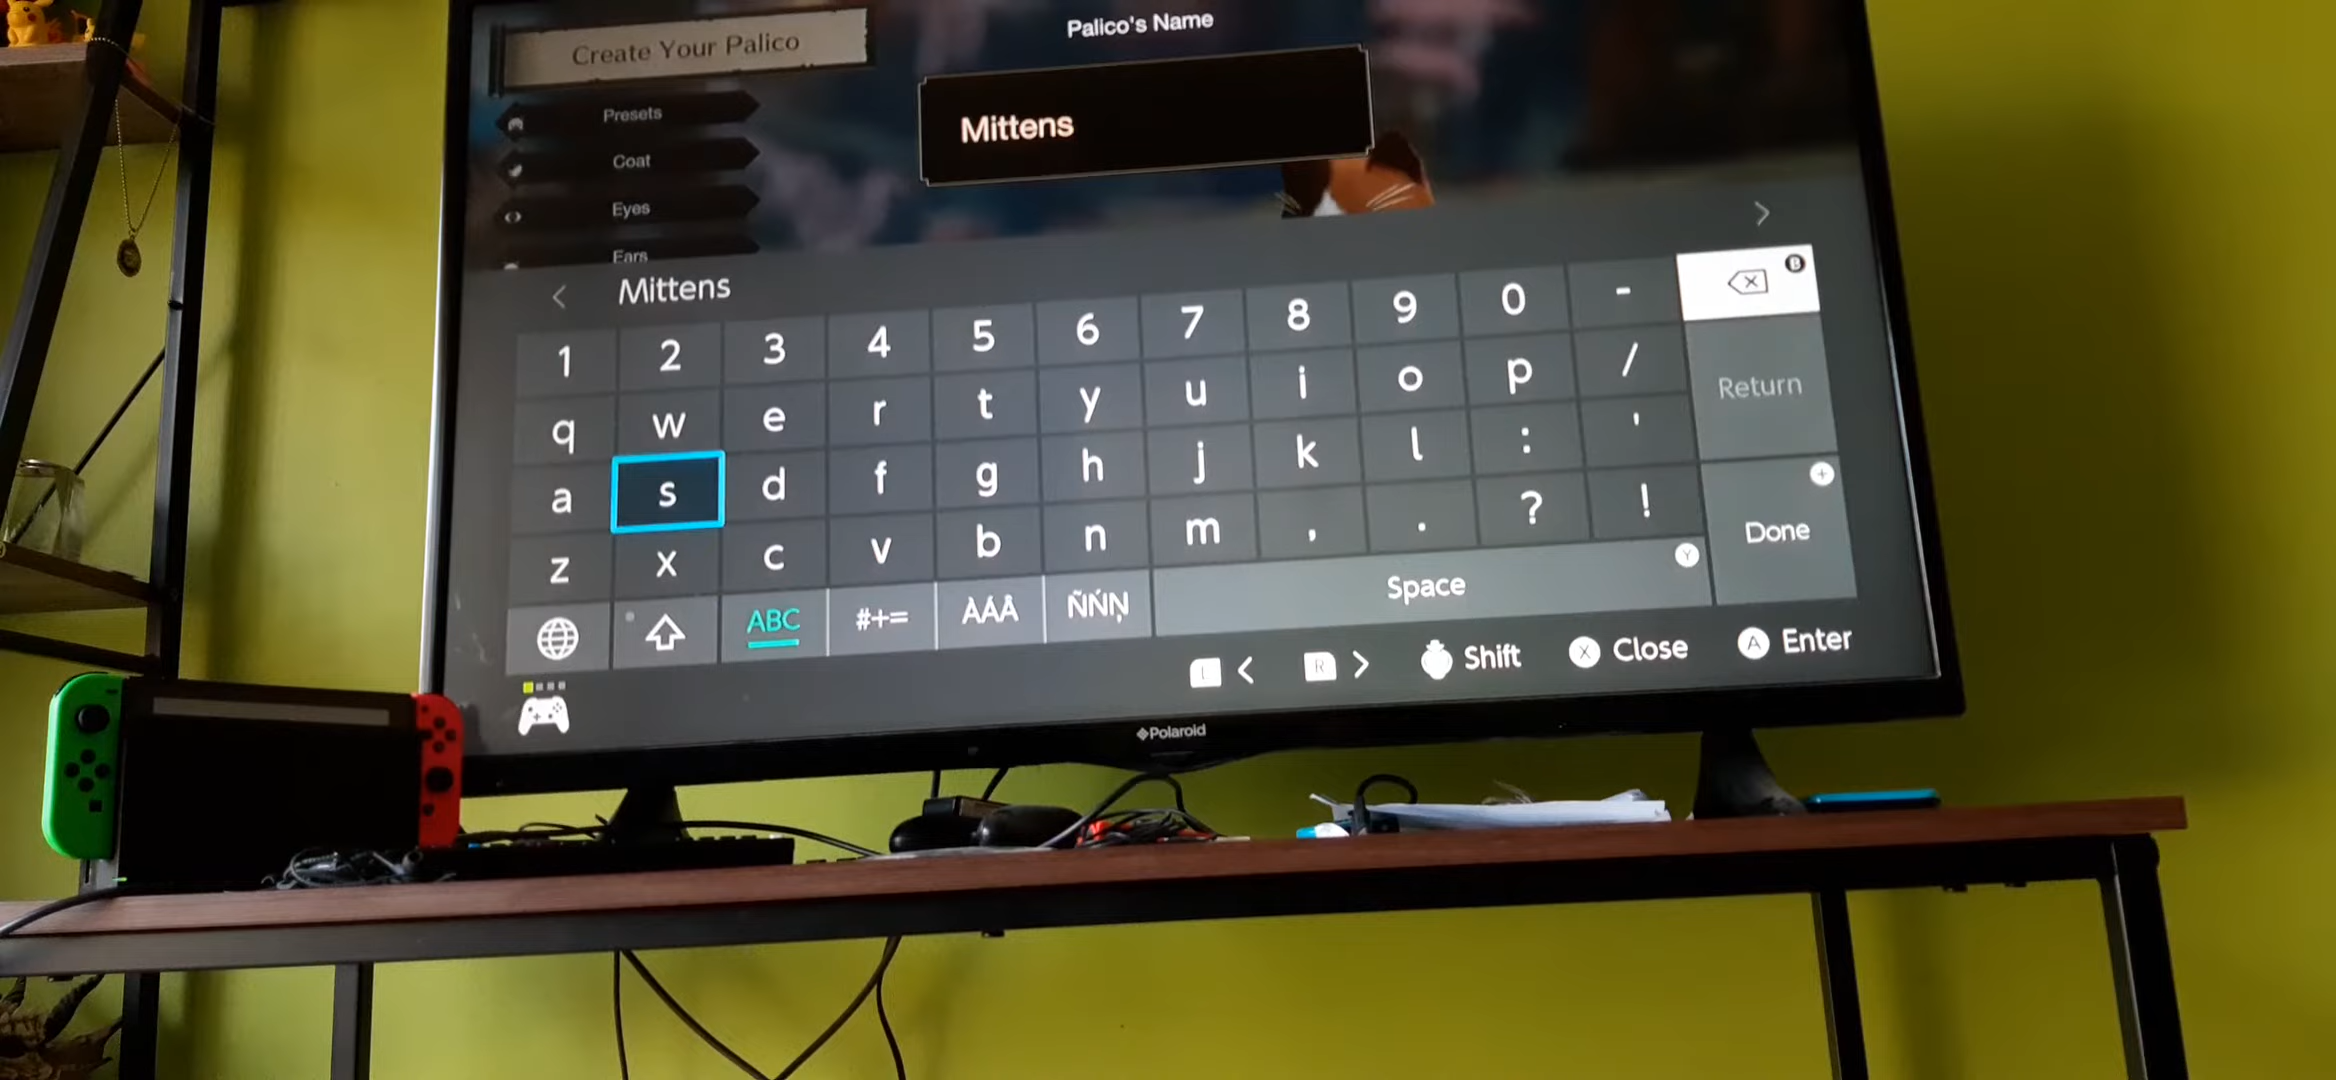 Create Your Palico
Palico's Name
Presets
Mittens
Coat
Eyes
Ears
Mittens
1 2 3 4 5 6 7 8 9 0 -
B
q w e r t y u i o p /
Return
a s d f g h j k l : '
+
z x c v b n m , . ? !
Done
ABC #+= ÀÁÂ ÑŃŅ Space
Y
L < R > Shift X Close A Enter
Polaroid